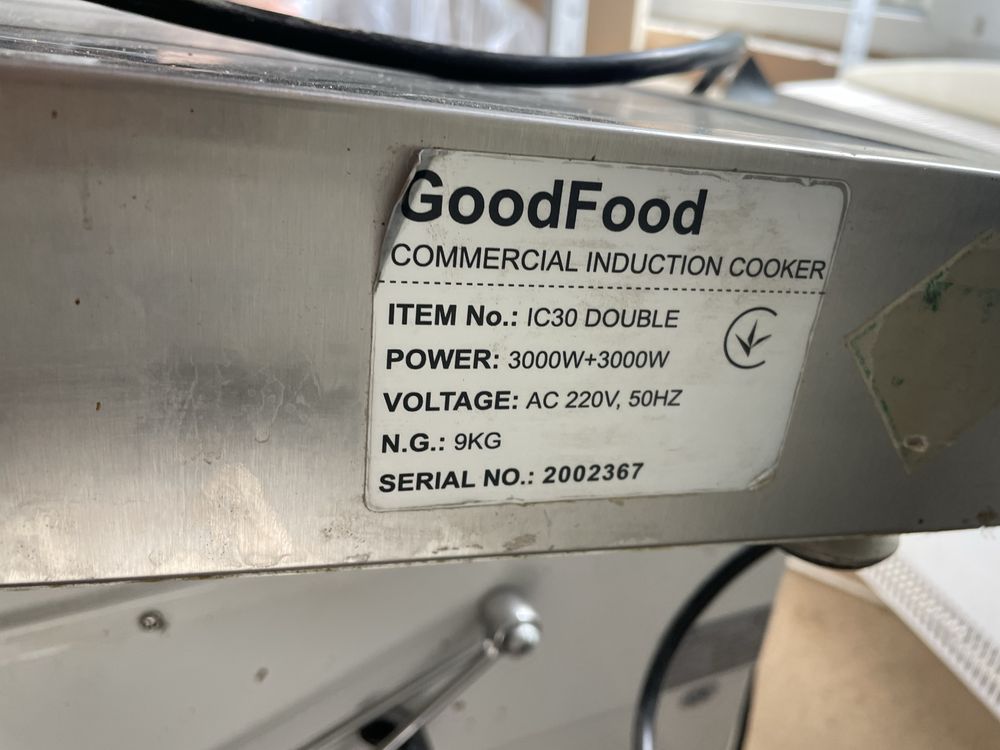 GoodFood
COMMERCIAL INDUCTION COOKER
ITEM No.: IC30 DOUBLE
POWER: 3000W+3000W
VOLTAGE: AC 220V, 50HZ
N.G.: 9KG
SERIAL NO.: 2002367